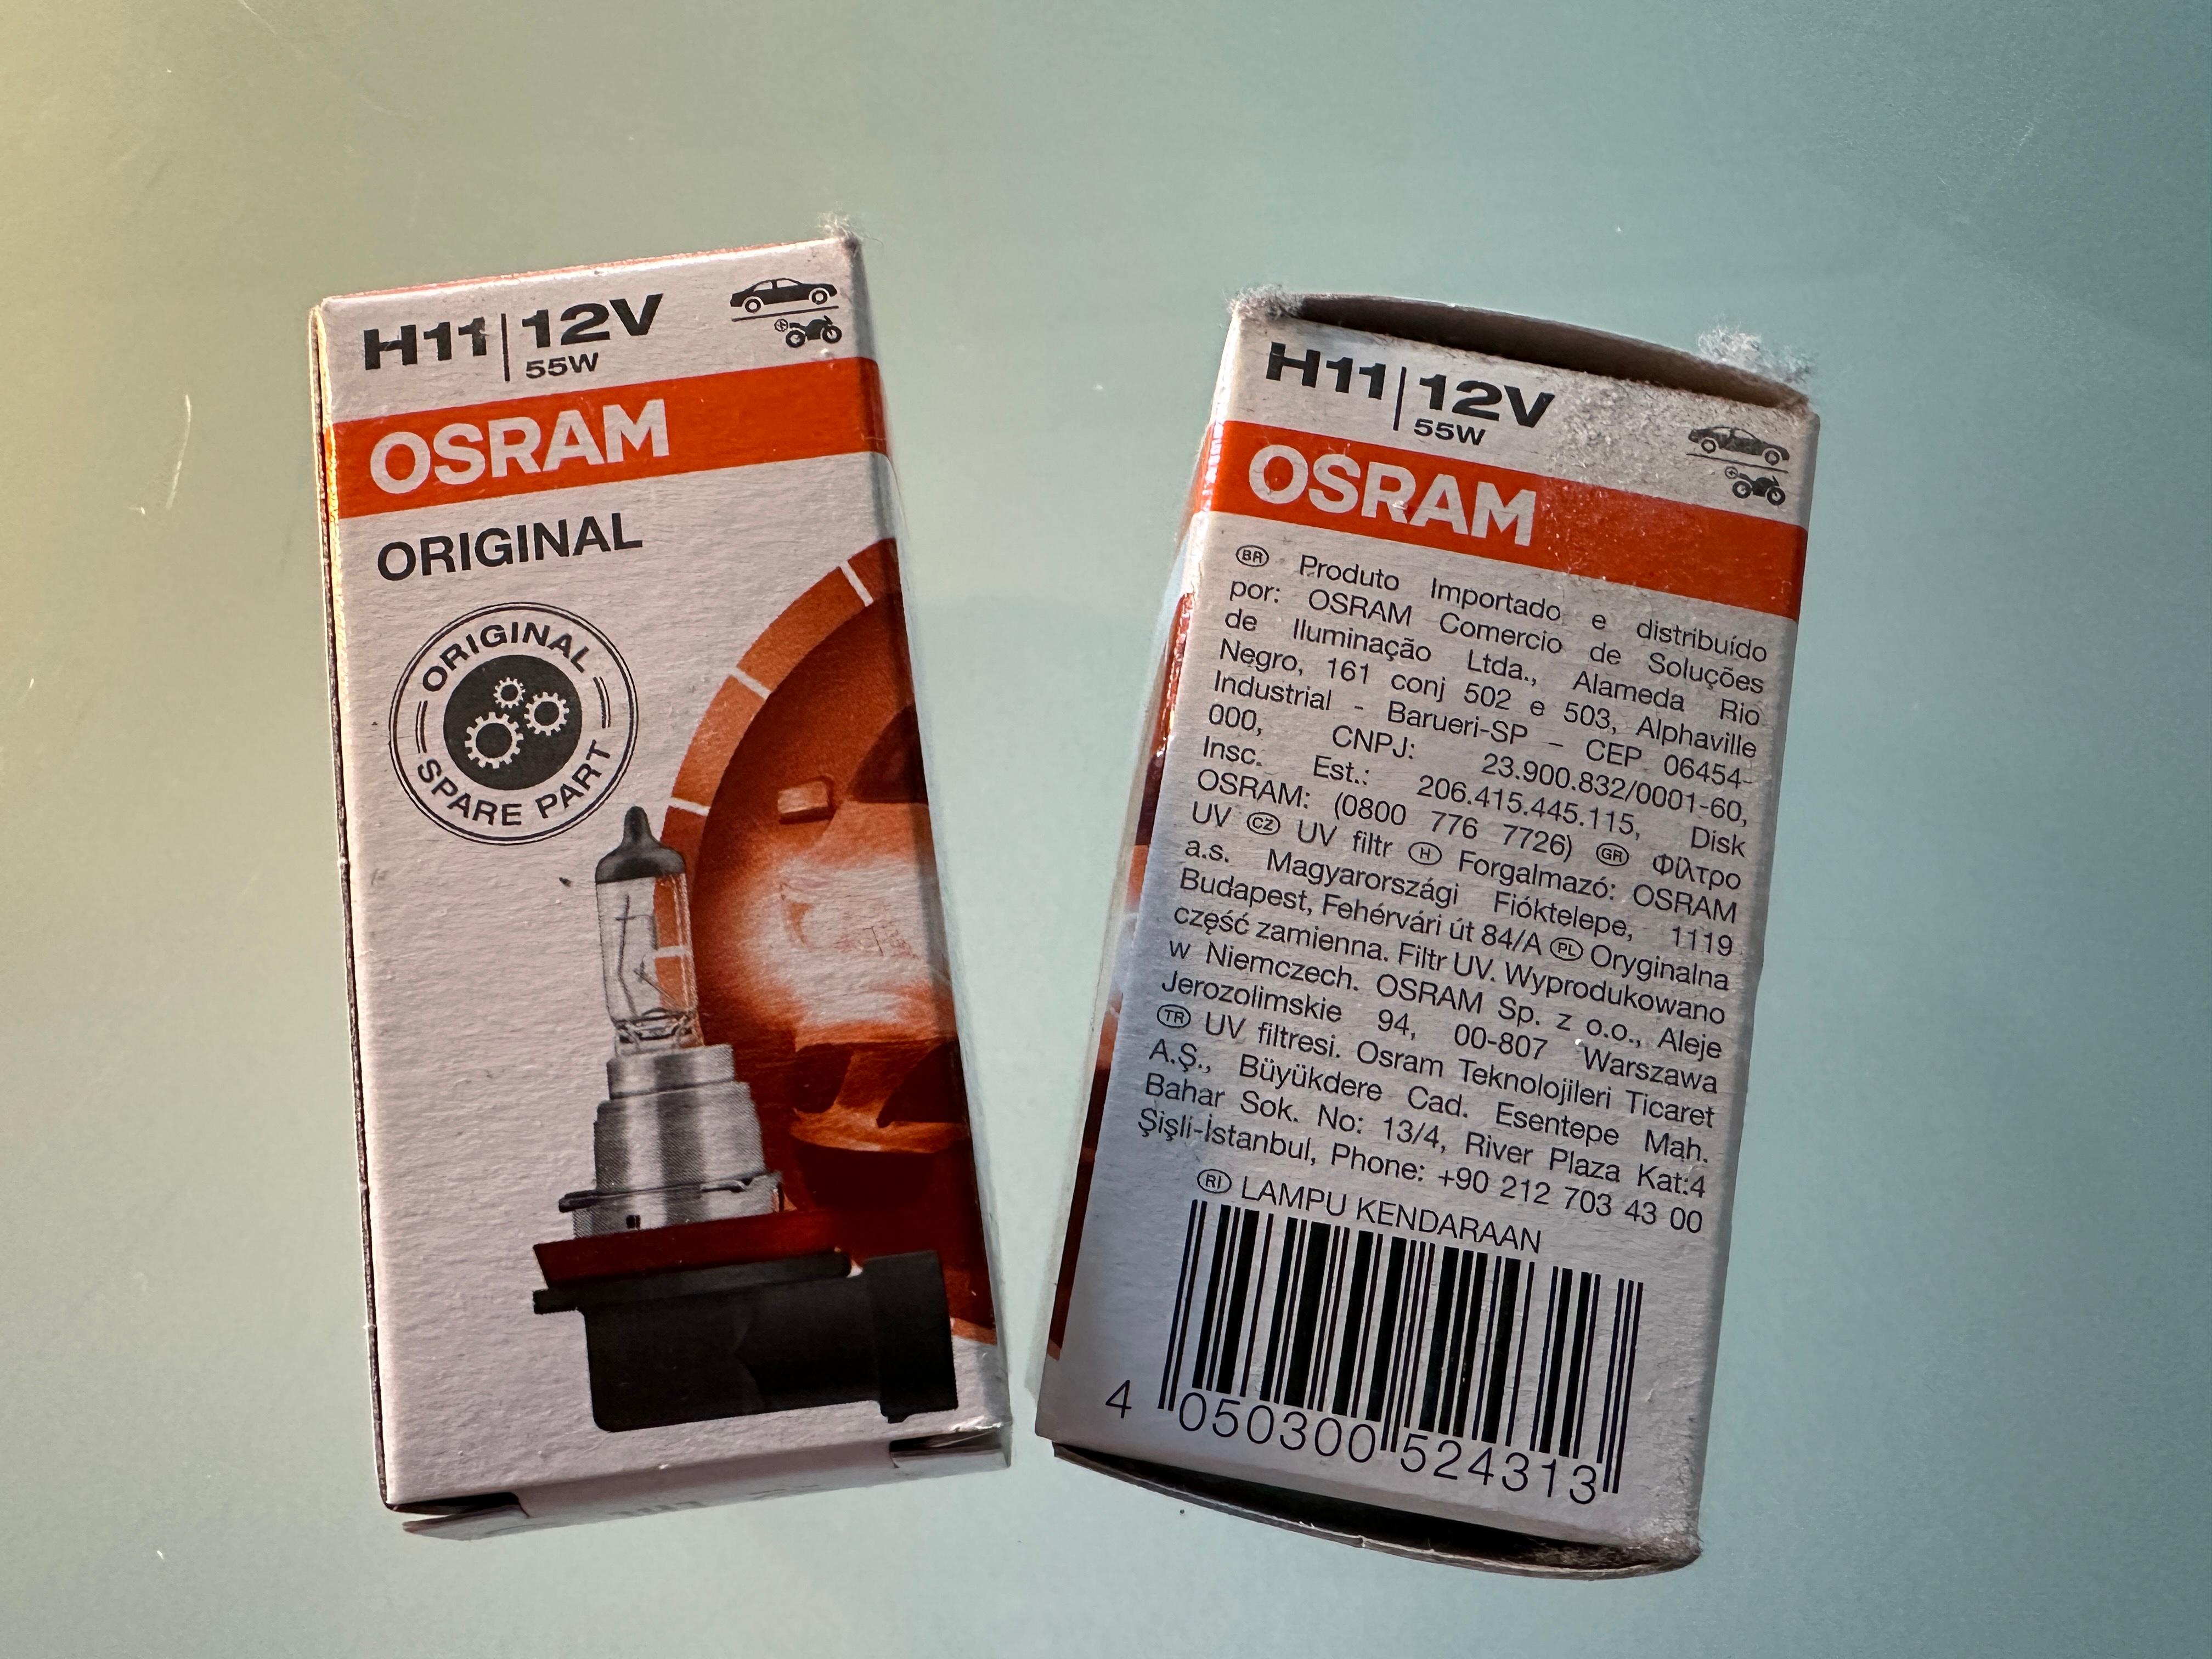 H11 12V
55W
OSRAM
ORIGINAL
ORIGINAL
SPARE PART
H11 12V
55W
OSRAM
BR Produto Importado e distribuído
por: OSRAM Comercio de Soluções
de Iluminação Ltda., Alameda Rio
Negro, 161 conj 502 e 503, Alphaville
Industrial - Barueri-SP – CEP 06454-
000, CNPJ: 23.900.832/0001-60,
Insc. Est.: 206.415.445.115, Disk
OSRAM: (0800 776 7726) GR Φίλτρο
UV CZ UV filtr H Forgalmazó: OSRAM
a.s. Magyarországi Fióktelepe, 1119
Budapest, Fehérvári út 84/A PL Oryginalna
część zamienna. Filtr UV. Wyprodukowano
w Niemczech. OSRAM Sp. z o.o., Aleje
Jerozolimskie 94, 00-807 Warszawa
TR UV filtresi. Osram Teknolojileri Ticaret
A.Ş., Büyükdere Cad. Esentepe Mah.
Bahar Sok. No: 13/4, River Plaza Kat:4
Şişli-İstanbul, Phone: +90 212 703 43 00
RI LAMPU KENDARAAN
4 050300 524313